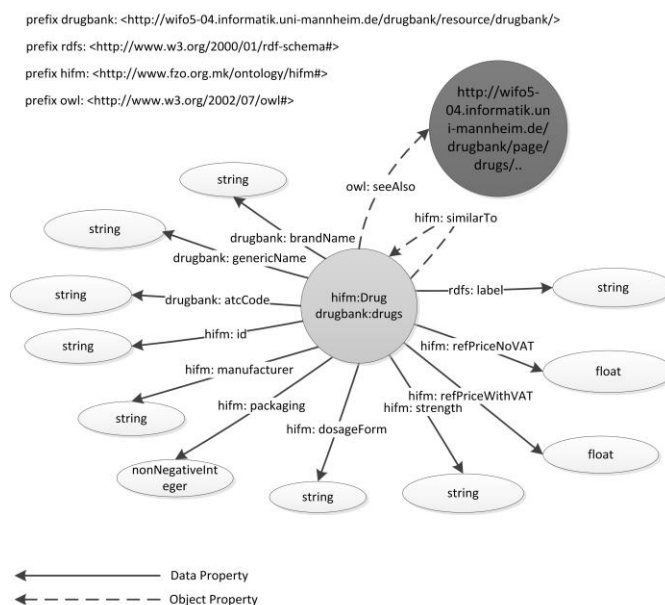 prefix drugbank: <http://wifo5-04.informatik.uni-mannheim.de/drugbank/resource/drugbank/>
prefix rdfs: <http://www.w3.org/2000/01/rdf-schema#>
prefix hifm: <http://www.fzo.org.mk/ontology/hifm#>
prefix owl: <http://www.w3.org/2002/07/owl#>
http://wifo5-
04.informatik.un
i-mannheim.de/
drugbank/page/
drugs/..
string
owl: seeAlso
hifm: similarTo
string
drugbank: brandName
drugbank: genericName
string
drugbank: atcCode
hifm:Drug
drugbank:drugs
rdfs: label
string
string
hifm: id
hifm: refPriceNoVAT
hifm: manufacturer
float
hifm: refPriceWithVAT
hifm: strength
string
hifm: packaging
hifm: dosageForm
nonNegativeInt
eger
float
string
string
Data Property
Object Property